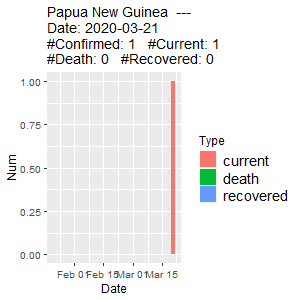 Papua New Guinea  ---
Date: 2020-03-21
#Confirmed: 1   #Current: 1
#Death: 0   #Recovered: 0
1.00
0.75
0.50
0.25
0.00
Num
Feb 01 Feb 15 Mar 01 Mar 15
Date
Type
current
death
recovered